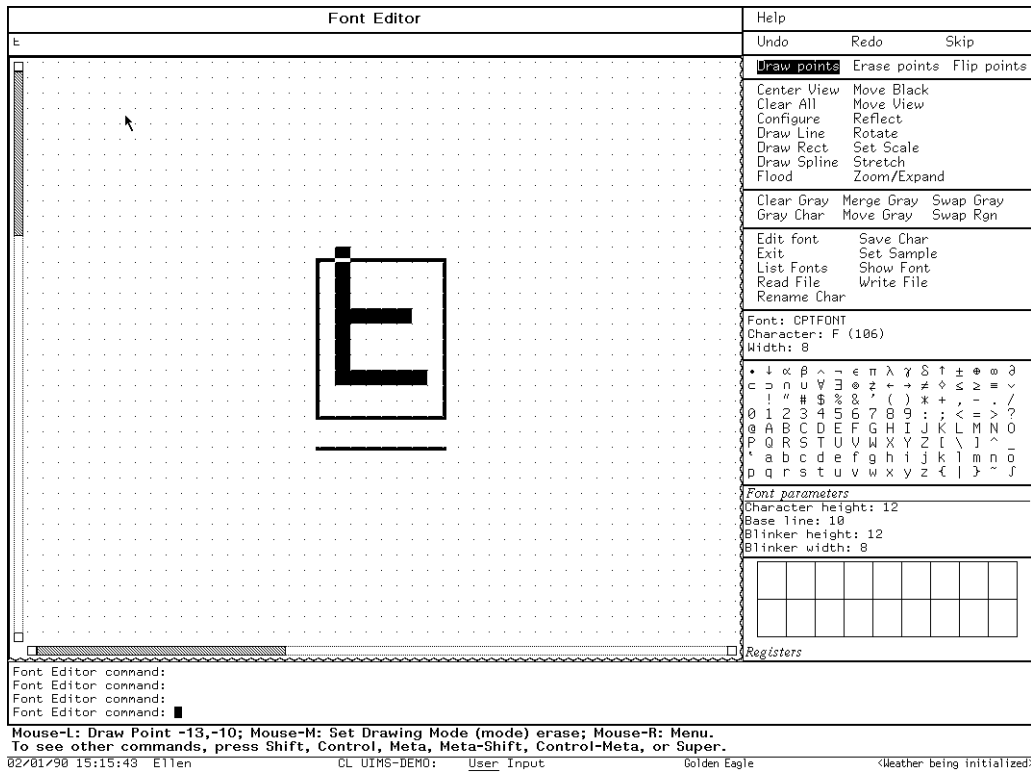 Font Editor
Help
Undo Redo Skip
Draw points Erase points Flip points
Center View Move Black
Clear All Move View
Configure Reflect
Draw Line Rotate
Draw Rect Set Scale
Draw Spline Stretch
Flood Zoom/Expand
Clear Gray Merge Gray Swap Gray
Gray Char Move Gray Swap Rgn
Edit font Save Char
Exit Set Sample
List Fonts Show Font
Read File Write File
Rename Char
Font: CPTFONT
Character: F (106)
Width: 8
· ↓ α β ^ ¬ ε π λ γ δ ↑ ± ⊕ ∞ ∂
⊂ ⊃ ∩ ∪ ∀ ∃ ⊗ ⇄ ← → ≠ ◊ ≤ ≥ ≡ ∨
! " # $ % & ' ( ) * + , - . /
0 1 2 3 4 5 6 7 8 9 : ; < = > ?
@ A B C D E F G H I J K L M N O
P Q R S T U V W X Y Z [ \ ] ^ _
` a b c d e f g h i j k l m n o
p q r s t u v w x y z { | } ~ ∫
Font parameters
Character height: 12
Base line: 10
Blinker height: 12
Blinker width: 8
Registers
Font Editor command:
Font Editor command:
Font Editor command:
Font Editor command:
Mouse-L: Draw Point -13,-10; Mouse-M: Set Drawing Mode (mode) erase; Mouse-R: Menu.
To see other commands, press Shift, Control, Meta, Meta-Shift, Control-Meta, or Super.
02/01/90 15:15:43 Ellen CL UIMS-DEMO: User Input Golden Eagle <Weather being initialized>